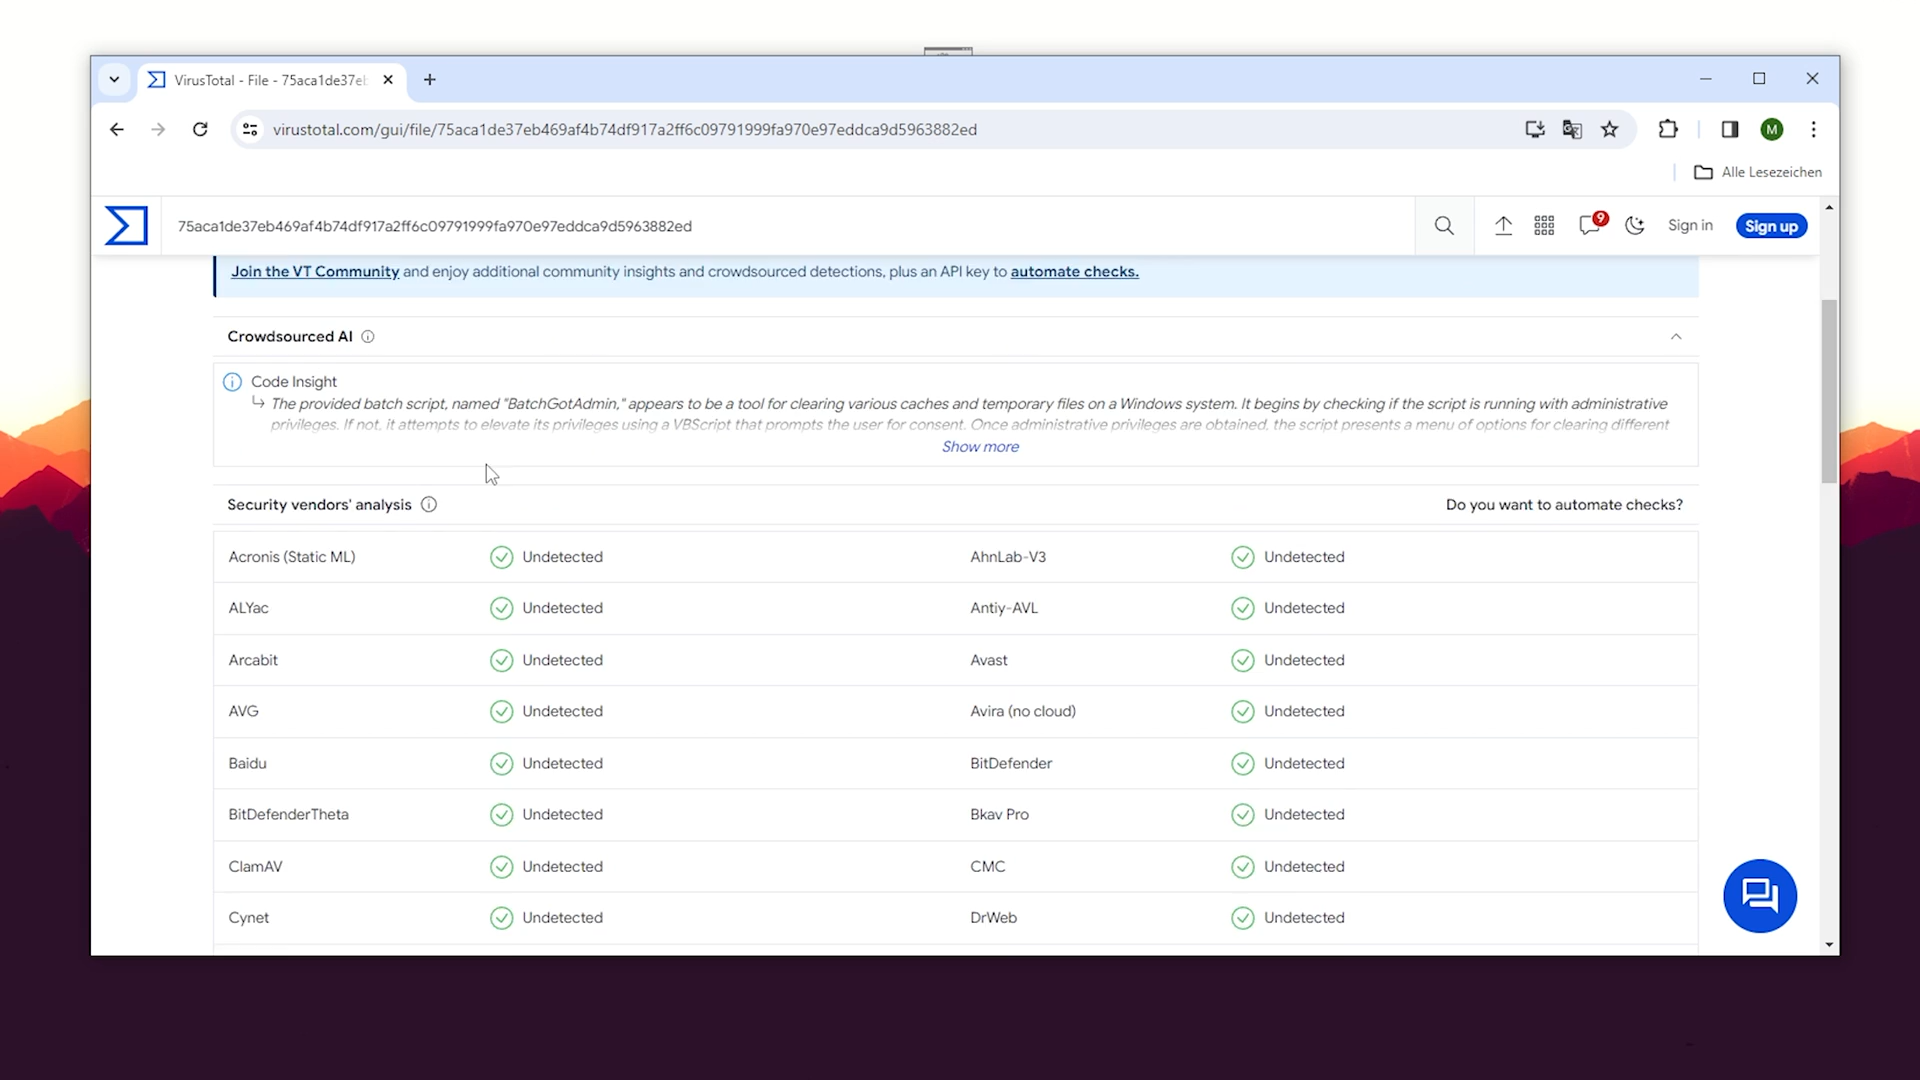 VirusTotal - File - 75aca1de37eb
virustotal.com/gui/file/75aca1de37eb469af4b74df917a2ff6c09791999fa970e97eddca9d5963882ed
M
Alle Lesezeichen
75aca1de37eb469af4b74df917a2ff6c09791999fa970e97eddca9d5963882ed
9
Sign in
Sign up
Join the VT Community and enjoy additional community insights and crowdsourced detections, plus an API key to automate checks.
Crowdsourced AI
Code Insight
The provided batch script, named "BatchGotAdmin," appears to be a tool for clearing various caches and temporary files on a Windows system. It begins by checking if the script is running with administrative
privileges. If not, it attempts to elevate its privileges using a VBScript that prompts the user for consent. Once administrative privileges are obtained, the script presents a menu of options for clearing different
Show more
Security vendors' analysis
Do you want to automate checks?
Acronis (Static ML) Undetected AhnLab-V3 Undetected
ALYac Undetected Antiy-AVL Undetected
Arcabit Undetected Avast Undetected
AVG Undetected Avira (no cloud) Undetected
Baidu Undetected BitDefender Undetected
BitDefenderTheta Undetected Bkav Pro Undetected
ClamAV Undetected CMC Undetected
Cynet Undetected DrWeb Undetected